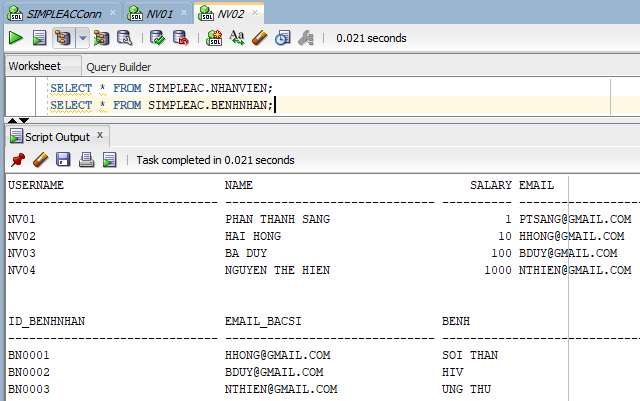 SIMPLEACConn NV01 NV02
0.021 seconds
Worksheet Query Builder
SELECT * FROM SIMPLEAC.NHANVIEN;
SELECT * FROM SIMPLEAC.BENHNHAN;
Script Output x
Task completed in 0.021 seconds
USERNAME NAME SALARY EMAIL
NV01 PHAN THANH SANG 1 PTSANG@GMAIL.COM
NV02 HAI HONG 10 HHONG@GMAIL.COM
NV03 BA DUY 100 BDUY@GMAIL.COM
NV04 NGUYEN THE HIEN 1000 NTHIEN@GMAIL.COM
ID_BENHNHAN EMAIL_BACSI BENH
BN0001 HHONG@GMAIL.COM SOI THAN
BN0002 BDUY@GMAIL.COM HIV
BN0003 NTHIEN@GMAIL.COM UNG THU